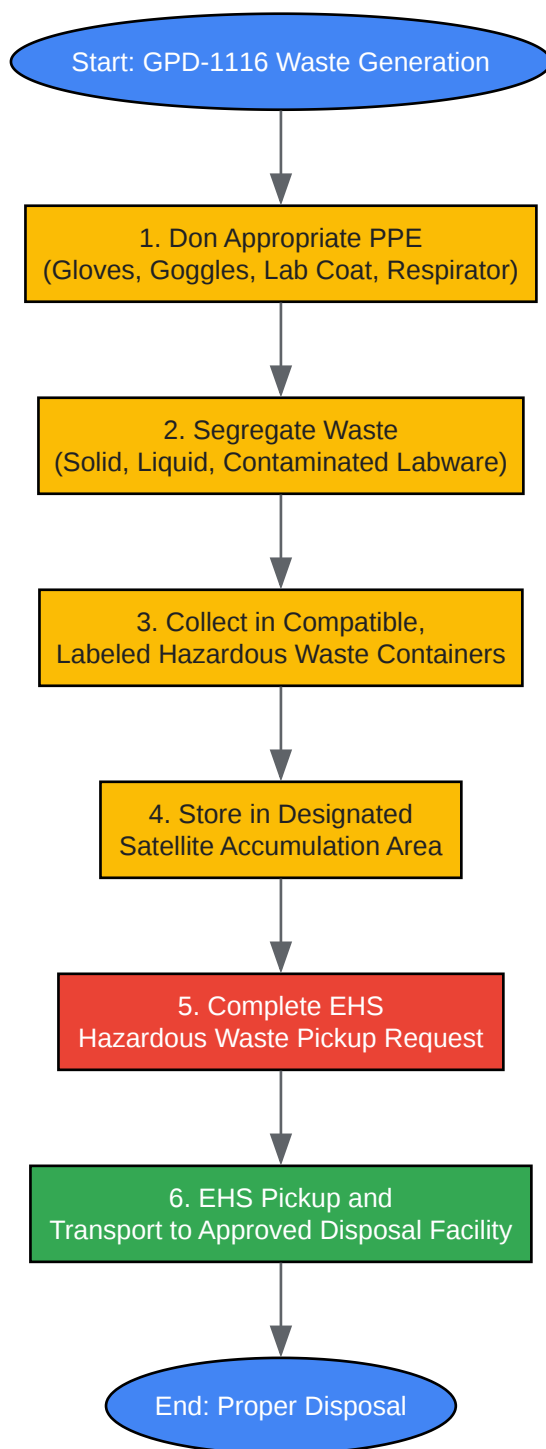 Start: GPD-1116 Waste Generation
1. Don Appropriate PPE
(Gloves, Goggles, Lab Coat, Respirator)
2. Segregate Waste
(Solid, Liquid, Contaminated Labware)
3. Collect in Compatible,
Labeled Hazardous Waste Containers
4. Store in Designated
Satellite Accumulation Area
5. Complete EHS
Hazardous Waste Pickup Request
6. EHS Pickup and
Transport to Approved Disposal Facility
End: Proper Disposal